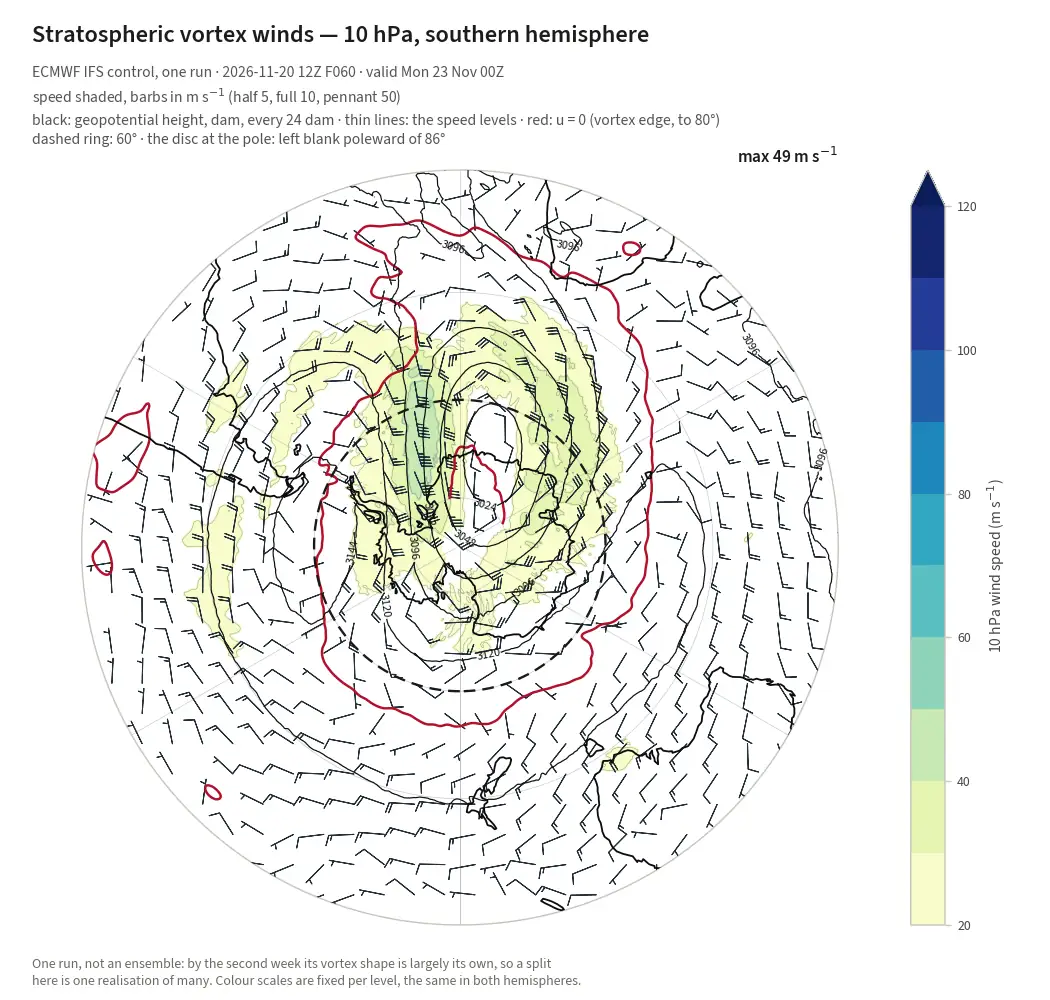 Stratospheric vortex winds — 10 hPa, southern hemisphere
ECMWF IFS control, one run · 2026-11-20 12Z F060 · valid Mon 23 Nov 00Z
speed shaded, barbs in m s⁻¹ (half 5, full 10, pennant 50)
black: geopotential height, dam, every 24 dam · thin lines: the speed levels · red: u = 0 (vortex edge, to 80°)
dashed ring: 60° · the disc at the pole: left blank poleward of 86°
max 49 m s⁻¹
120
100
80
60
40
20
10 hPa wind speed (m s⁻¹)
3096
3096
3096
3096
3024
3048
3096
3144
3096
3120
3120
One run, not an ensemble: by the second week its vortex shape is largely its own, so a split
here is one realisation of many. Colour scales are fixed per level, the same in both hemispheres.